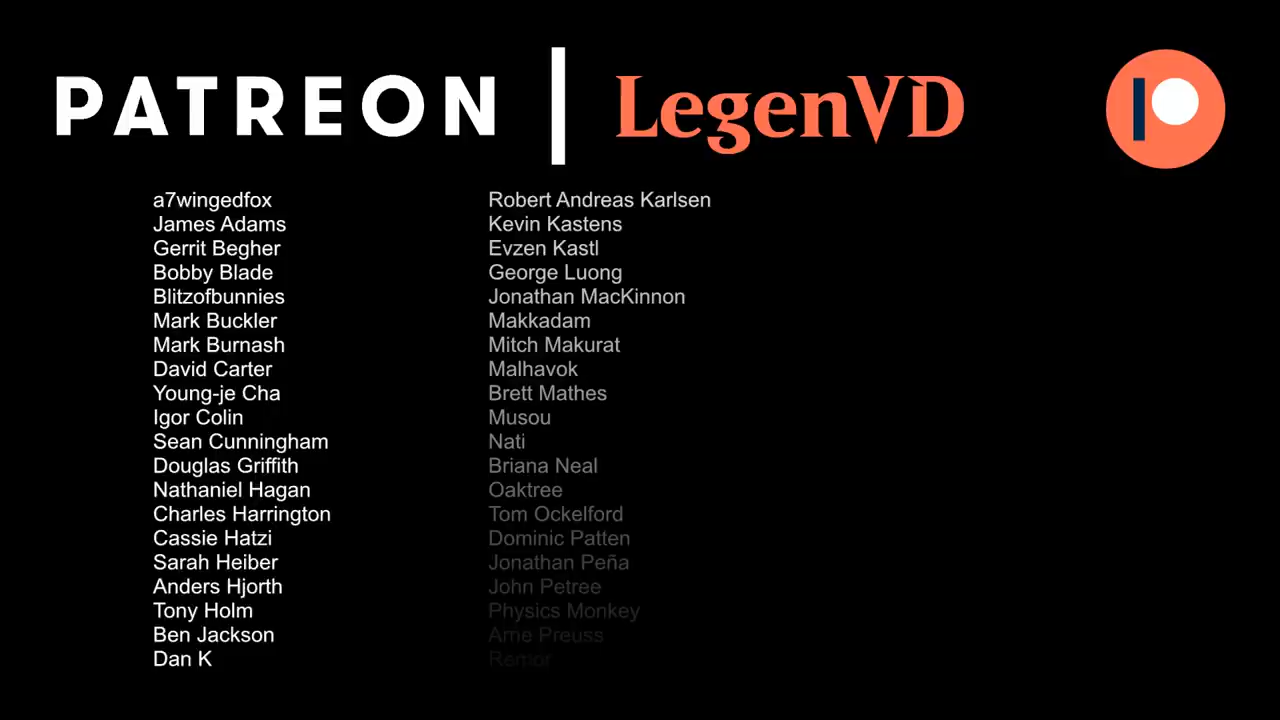 PATREON | LegenVD
a7wingedfox
James Adams
Gerrit Begher
Bobby Blade
Blitzofbunnies
Mark Buckler
Mark Burnash
David Carter
Young-je Cha
Igor Colin
Sean Cunningham
Douglas Griffith
Nathaniel Hagan
Charles Harrington
Cassie Hatzi
Sarah Heiber
Anders Hjorth
Tony Holm
Ben Jackson
Dan K
Robert Andreas Karlsen
Kevin Kastens
Evzen Kastl
George Luong
Jonathan MacKinnon
Makkadam
Mitch Makurat
Malhavok
Brett Mathes
Musou
Nati
Briana Neal
Oaktree
Tom Ockelford
Dominic Patten
Jonathan Peña
John Petree
Physics Monkey
Arne Preuss
Remor